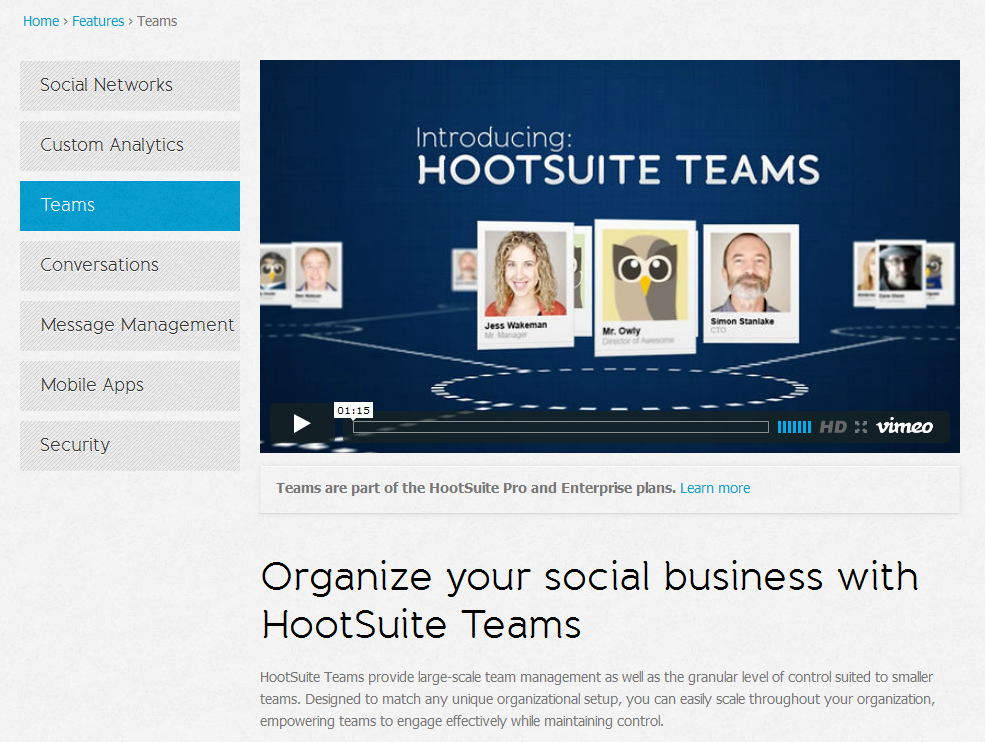 Home › Features › Teams
Social Networks
Custom Analytics
Teams
Conversations
Message Management
Mobile Apps
Security
Introducing:
HOOTSUITE TEAMS
Jess Wakeman
Mr. Manager
Mr. Owly
Director of Awesome
Simon Stanlake
CTO
01:15
HD
vimeo
Teams are part of the HootSuite Pro and Enterprise plans. Learn more
Organize your social business with
HootSuite Teams
HootSuite Teams provide large-scale team management as well as the granular level of control suited to smaller
teams. Designed to match any unique organizational setup, you can easily scale throughout your organization,
empowering teams to engage effectively while maintaining control.